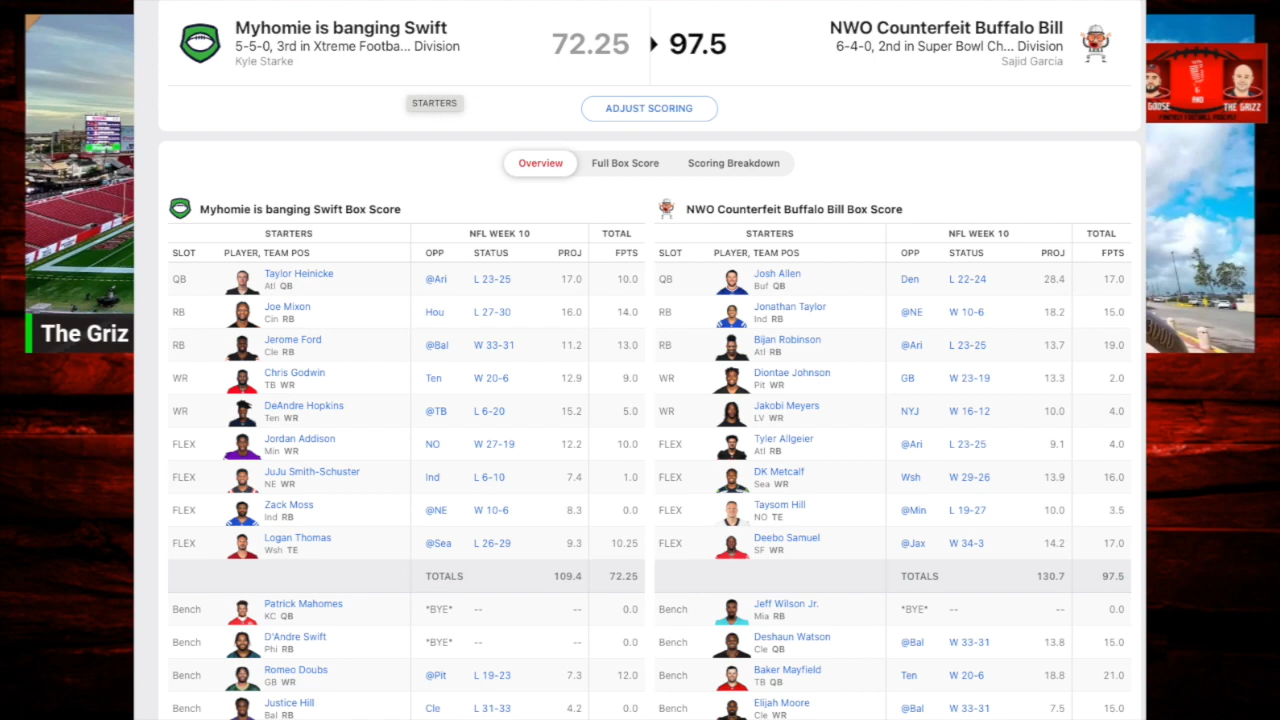 Myhomie is banging Swift
5-5-0, 3rd in Xtreme Footba... Division
Kyle Starke
72.25
97.5
NWO Counterfeit Buffalo Bill
6-4-0, 2nd in Super Bowl Ch... Division
Sajid Garcia
STARTERS
ADJUST SCORING
GOOSE
AND
THE GRIZZ
FANTASY FOOTBALL PODCAST
The Griz
Overview Full Box Score Scoring Breakdown
Myhomie is banging Swift Box Score
STARTERS NFL WEEK 10 TOTAL
SLOT PLAYER, TEAM POS OPP STATUS PROJ FPTS
QB Taylor Heinicke Atl QB @Ari L 23-25 17.0 10.0
RB Joe Mixon Cin RB Hou L 27-30 16.0 14.0
RB Jerome Ford Cle RB @Bal W 33-31 11.2 13.0
WR Chris Godwin TB WR Ten W 20-6 12.9 9.0
WR DeAndre Hopkins Ten WR @TB L 6-20 15.2 5.0
FLEX Jordan Addison Min WR NO W 27-19 12.2 10.0
FLEX JuJu Smith-Schuster NE WR Ind L 6-10 7.4 1.0
FLEX Zack Moss Ind RB @NE W 10-6 8.3 0.0
FLEX Logan Thomas Wsh TE @Sea L 26-29 9.3 10.25
TOTALS 109.4 72.25
Bench Patrick Mahomes KC QB *BYE* -- -- 0.0
Bench D'Andre Swift Phi RB *BYE* -- -- 0.0
Bench Romeo Doubs GB WR @Pit L 19-23 7.3 12.0
Bench Justice Hill Bal RB Cle L 31-33 4.2 0.0
NWO Counterfeit Buffalo Bill Box Score
STARTERS NFL WEEK 10 TOTAL
SLOT PLAYER, TEAM POS OPP STATUS PROJ FPTS
QB Josh Allen Buf QB Den L 22-24 28.4 17.0
RB Jonathan Taylor Ind RB @NE W 10-6 18.2 15.0
RB Bijan Robinson Atl RB @Ari L 23-25 13.7 19.0
WR Diontae Johnson Pit WR GB W 23-19 13.3 2.0
WR Jakobi Meyers LV WR NYJ W 16-12 10.0 4.0
FLEX Tyler Allgeier Atl RB @Ari L 23-25 9.1 4.0
FLEX DK Metcalf Sea WR Wsh W 29-26 13.9 16.0
FLEX Taysom Hill NO TE @Min L 19-27 10.0 3.5
FLEX Deebo Samuel SF WR @Jax W 34-3 14.2 17.0
TOTALS 130.7 97.5
Bench Jeff Wilson Jr. Mia RB *BYE* -- -- 0.0
Bench Deshaun Watson Cle QB @Bal W 33-31 13.8 15.0
Bench Baker Mayfield TB QB Ten W 20-6 18.8 21.0
Bench Elijah Moore Cle WR @Bal W 33-31 7.5 15.0